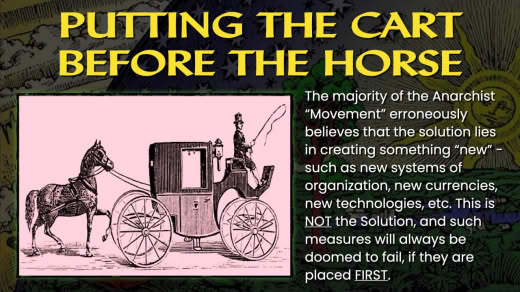 PUTTING THE CART
BEFORE THE HORSE
The majority of the Anarchist
“Movement” erroneously
believes that the solution lies
in creating something “new” -
such as new systems of
organization, new currencies,
new technologies, etc. This is
NOT the Solution, and such
measures will always be
doomed to fail, if they are
placed FIRST.